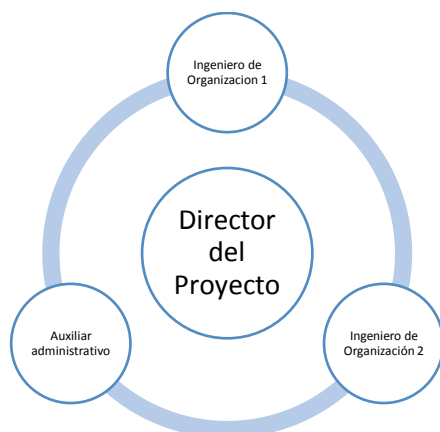 Ingeniero de
Organizacion 1
Director
del
Proyecto
Auxiliar
administrativo
Ingeniero de
Organización 2